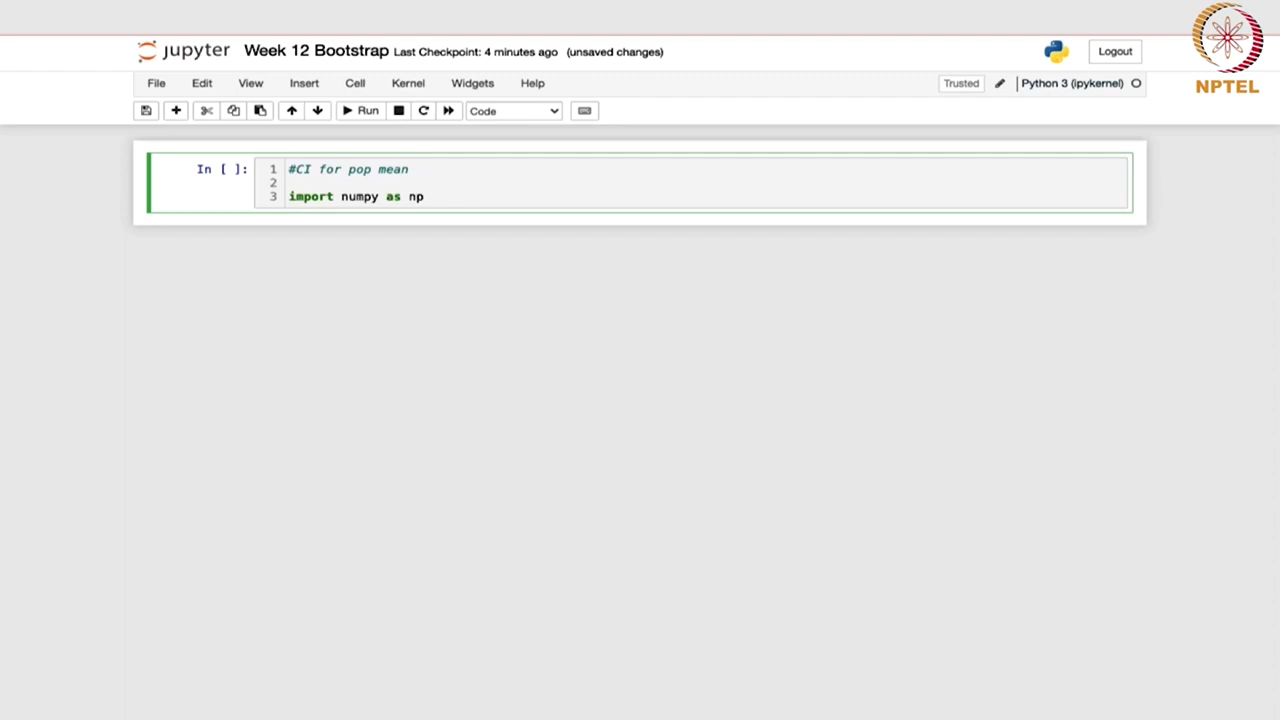 jupyter Week 12 Bootstrap Last Checkpoint: 4 minutes ago (unsaved changes) Logout
NPTEL
File Edit View Insert Cell Kernel Widgets Help Trusted Python 3 (ipykernel)
Run Code
In [ ]: 1 #CI for pop mean
2
3 import numpy as np